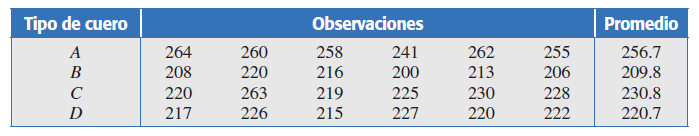 Tipo de cuero Observaciones Promedio
A 264 260 258 241 262 255 256.7
B 208 220 216 200 213 206 209.8
C 220 263 219 225 230 228 230.8
D 217 226 215 227 220 222 220.7